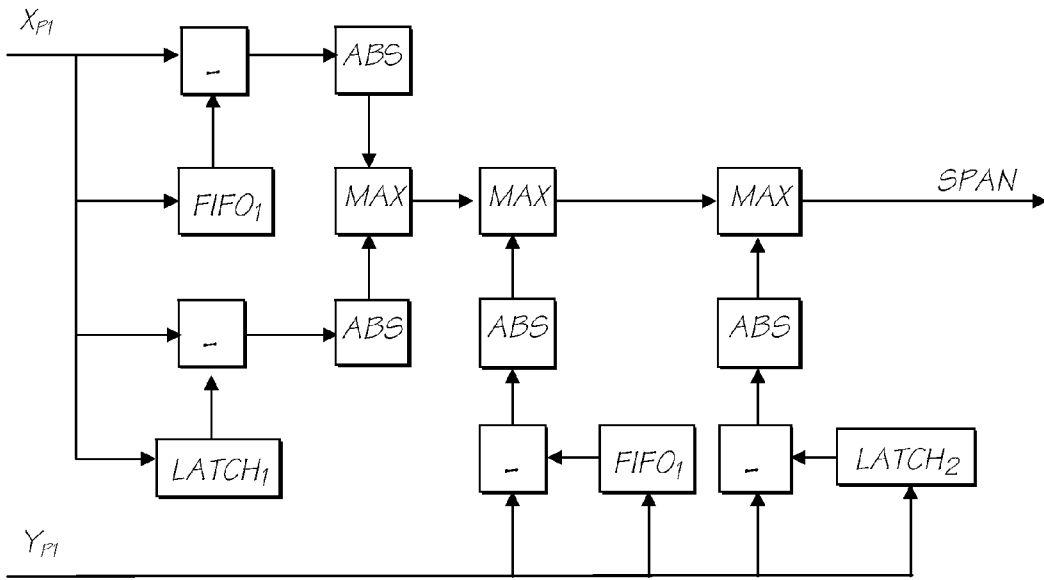 X_P1
- ABS
FIFO_1 MAX MAX MAX SPAN
- ABS ABS ABS
LATCH_1 - FIFO_1 - LATCH_2
Y_P1